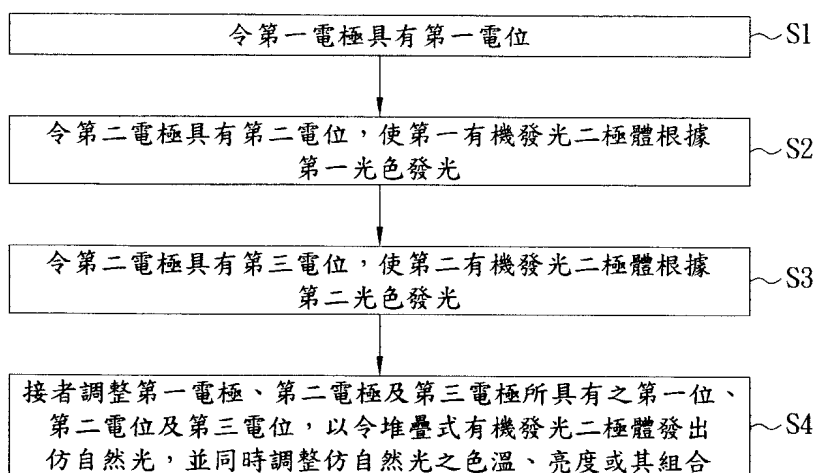 令第一電極具有第一電位
S1
令第二電極具有第二電位，使第一有機發光二極體根據
第一光色發光
S2
令第二電極具有第三電位，使第二有機發光二極體根據
第二光色發光
S3
接者調整第一電極、第二電極及第三電極所具有之第一位、
第二電位及第三電位，以令堆疊式有機發光二極體發出
仿自然光，並同時調整仿自然光之色溫、亮度或其組合
S4